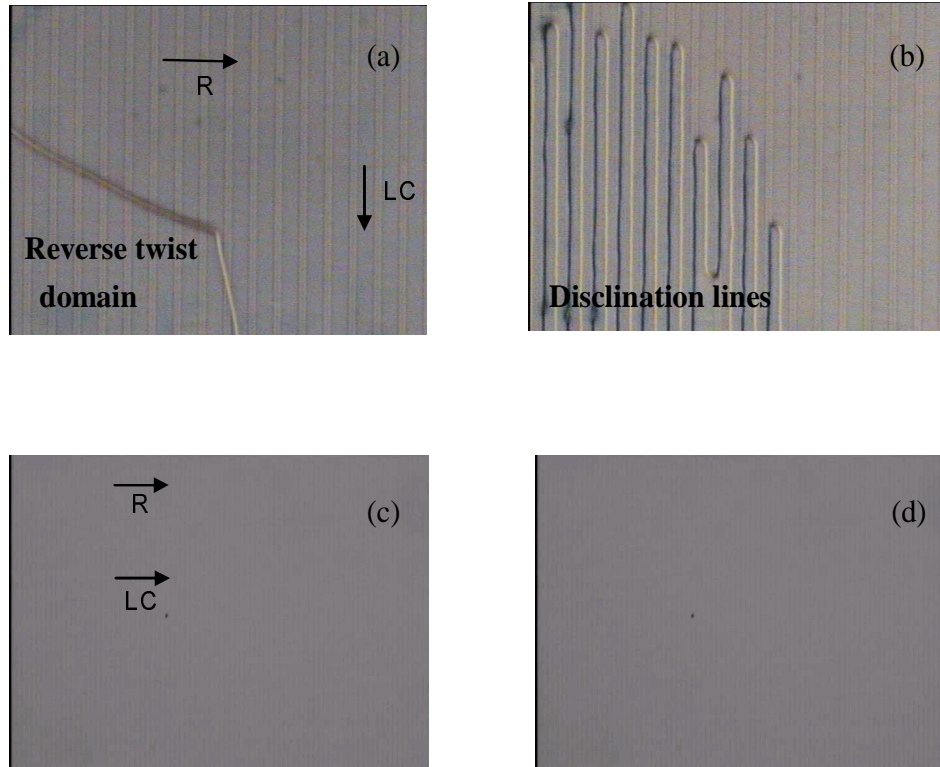 (a)
R
LC
Reverse twist
domain
(b)
Disclination lines
(c)
R
LC
(d)